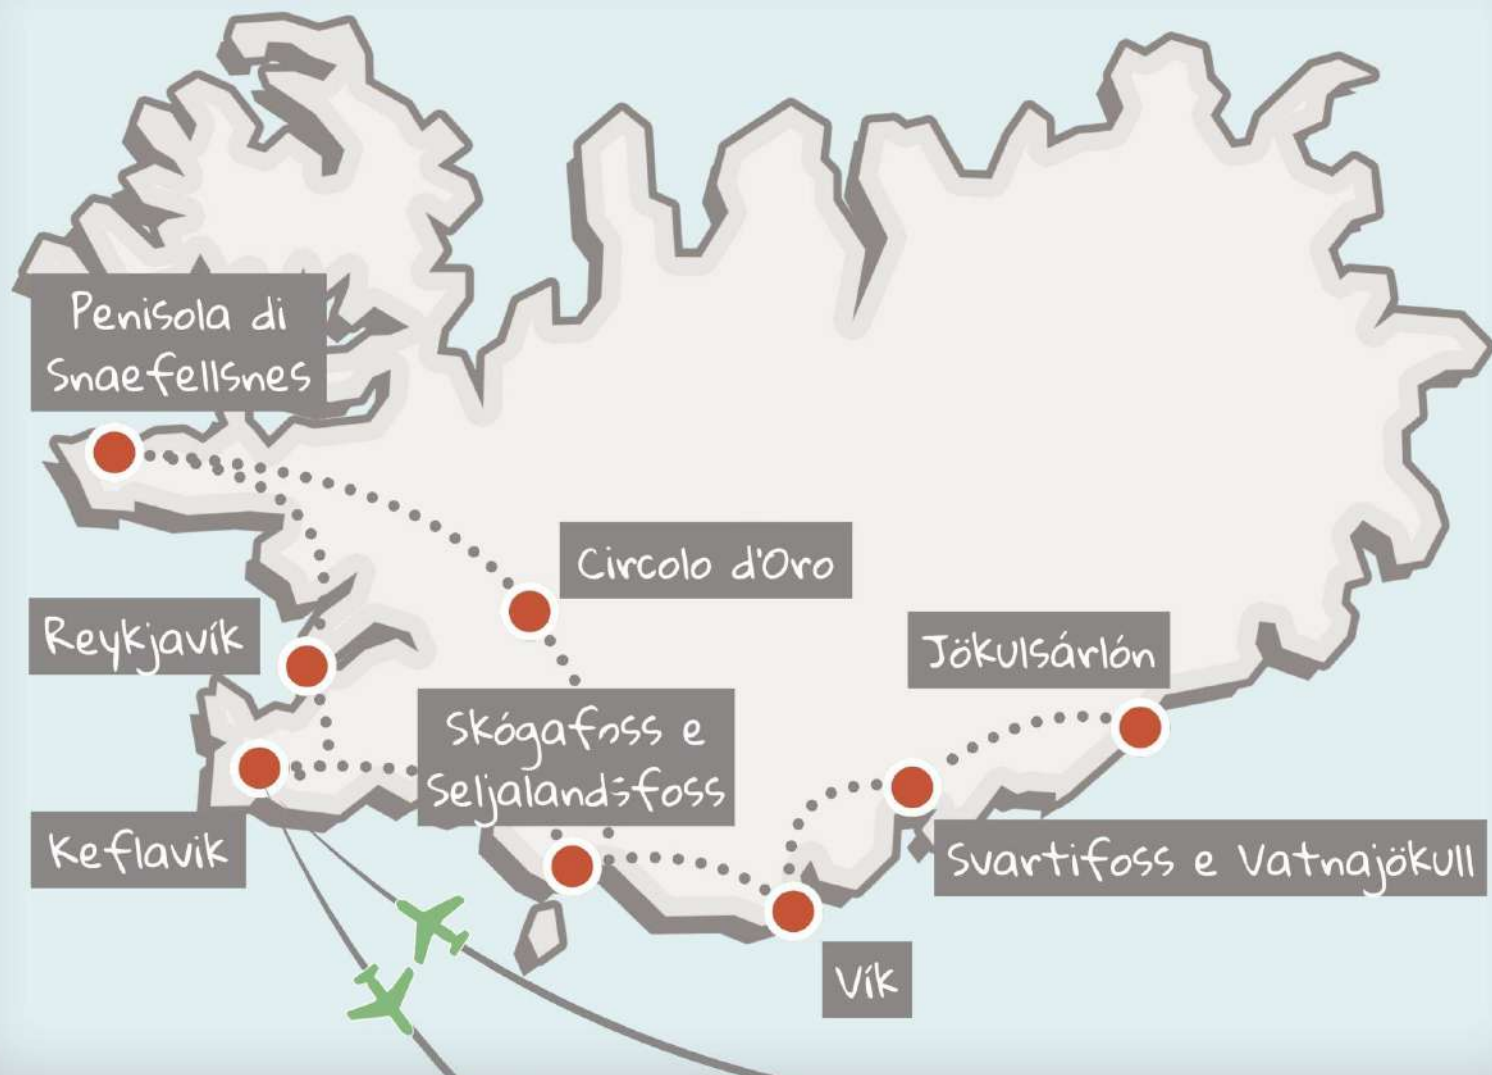 Penisola di
Snaefellsnes
Circolo d'Oro
Reykjavík
Jökulsárlón
Skógafoss e
Seljalandsfoss
Keflavik
Svartifoss e Vatnajökull
Vík